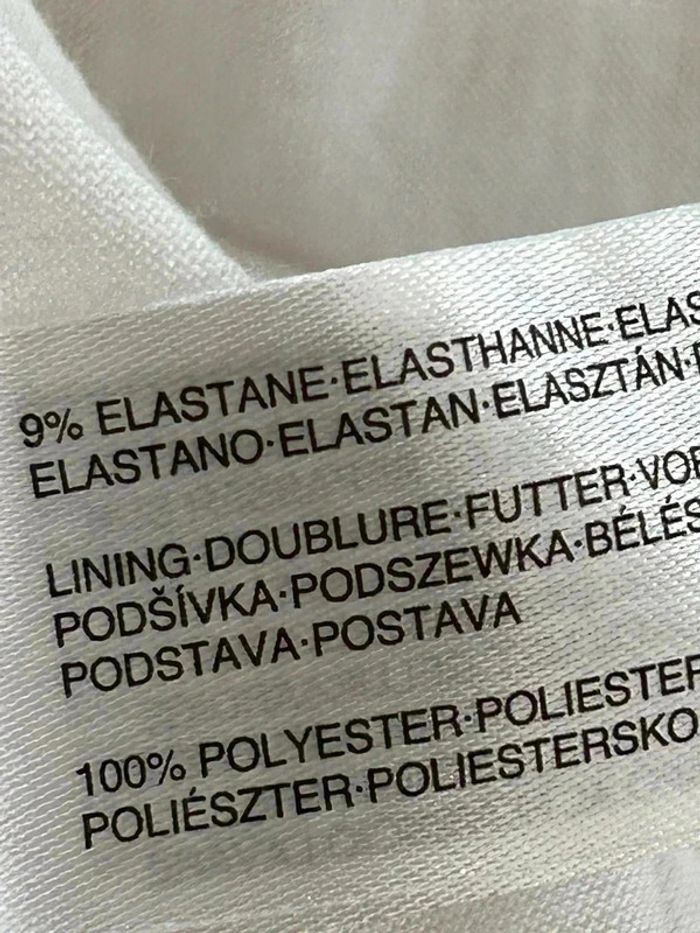 9% ELASTANE·ELASTHANNE·ELAS
ELASTANO·ELASTAN·ELASZTÁN·
LINING·DOUBLURE·FUTTER·VO
PODŠÍVKA·PODSZEWKA·BÉLÉS
PODSTAVA·POSTAVA
100% POLYESTER·POLIESTER
POLIÉSZTER·POLIESTERSKO